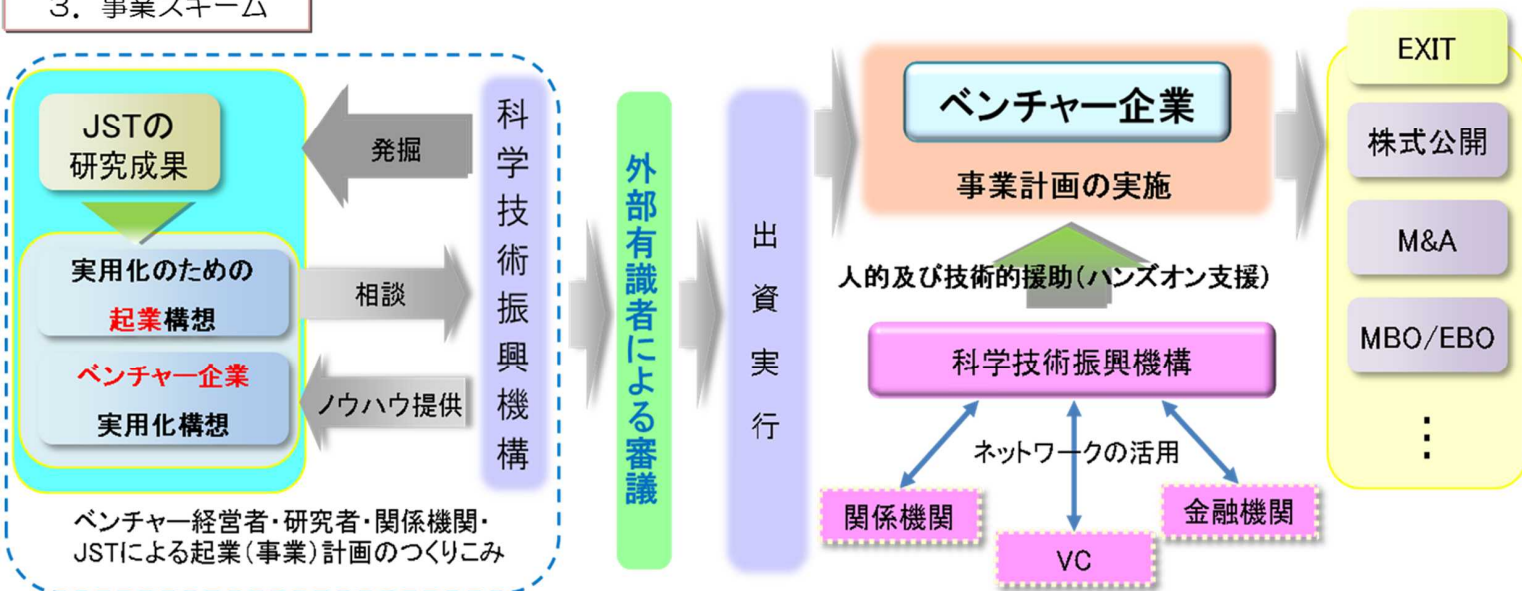 3. 事業スキーム
JSTの
研究成果
実用化のための
起業構想
ベンチャー企業
実用化構想
発掘
相談
ノウハウ提供
科学技術振興機構
ベンチャー経営者・研究者・関係機関・
JSTによる起業(事業)計画のつくりこみ
外部有識者による審議
出資実行
ベンチャー企業
事業計画の実施
人的及び技術的援助(ハンズオン支援)
科学技術振興機構
ネットワークの活用
関係機関
VC
金融機関
EXIT
株式公開
M&A
MBO/EBO
⋮